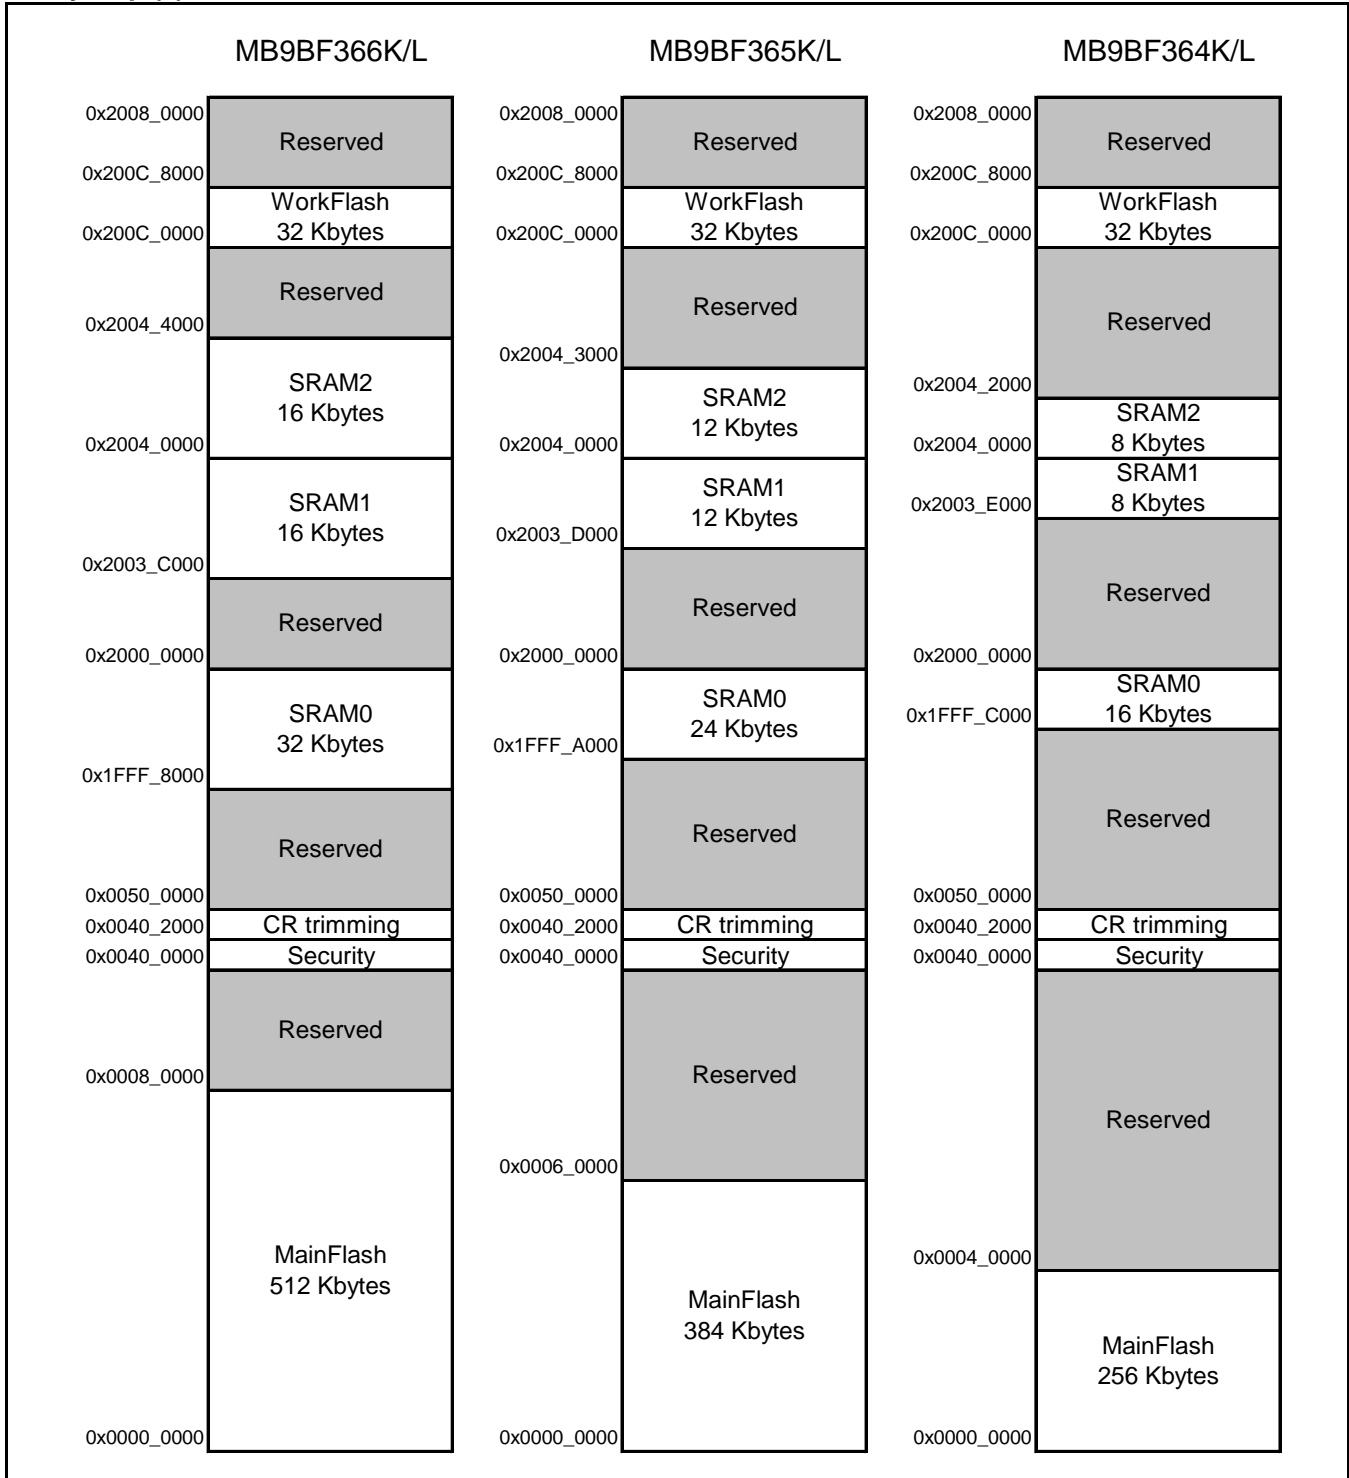 MB9BF366K/L
0x2008_0000
Reserved
0x200C_8000
WorkFlash
32 Kbytes
0x200C_0000
Reserved
0x2004_4000
SRAM2
16 Kbytes
0x2004_0000
SRAM1
16 Kbytes
0x2003_C000
Reserved
0x2000_0000
SRAM0
32 Kbytes
0x1FFF_8000
Reserved
0x0050_0000
CR trimming
0x0040_2000
Security
0x0040_0000
Reserved
0x0008_0000
MainFlash
512 Kbytes
0x0000_0000
MB9BF365K/L
0x2008_0000
Reserved
0x200C_8000
WorkFlash
32 Kbytes
0x200C_0000
Reserved
0x2004_3000
SRAM2
12 Kbytes
0x2004_0000
SRAM1
12 Kbytes
0x2003_D000
Reserved
0x2000_0000
SRAM0
24 Kbytes
0x1FFF_A000
Reserved
0x0050_0000
CR trimming
0x0040_2000
Security
0x0040_0000
Reserved
0x0006_0000
MainFlash
384 Kbytes
0x0000_0000
MB9BF364K/L
0x2008_0000
Reserved
0x200C_8000
WorkFlash
32 Kbytes
0x200C_0000
Reserved
0x2004_2000
SRAM2
8 Kbytes
0x2004_0000
SRAM1
8 Kbytes
0x2003_E000
Reserved
0x2000_0000
SRAM0
16 Kbytes
0x1FFF_C000
Reserved
0x0050_0000
CR trimming
0x0040_2000
Security
0x0040_0000
Reserved
0x0004_0000
MainFlash
256 Kbytes
0x0000_0000